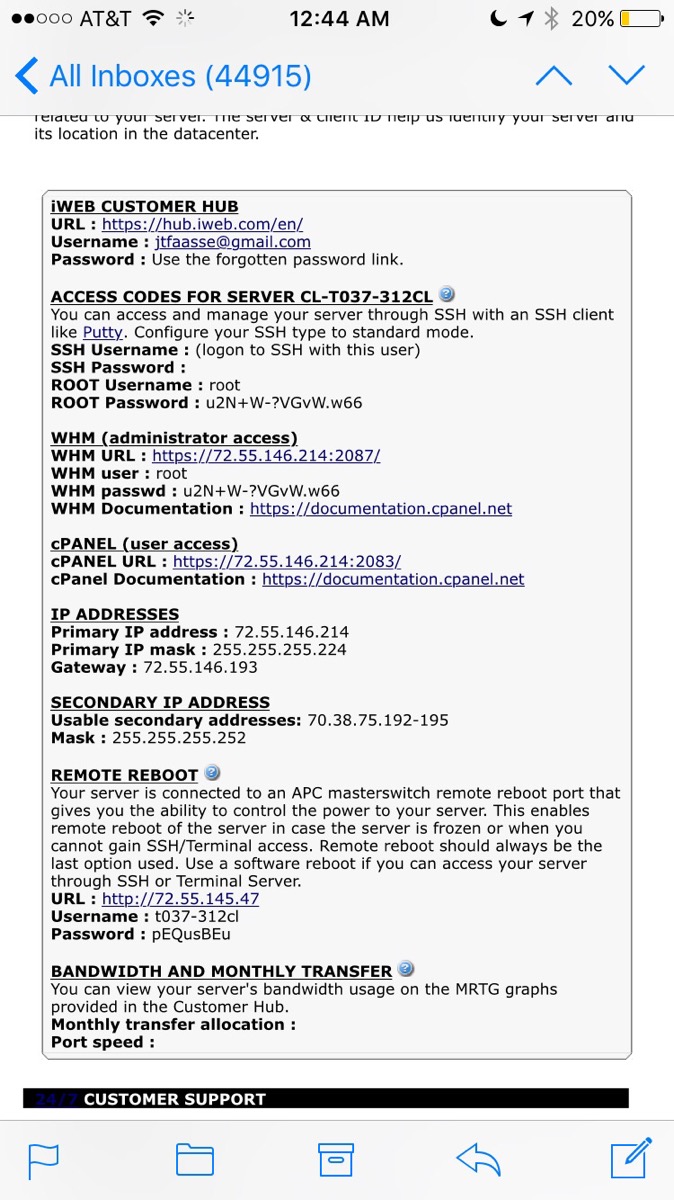 AT&T 12:44 AM 20%
All Inboxes (44915)
related to your server. The server & client ID help us identify your server and
its location in the datacenter.
iWEB CUSTOMER HUB
URL : https://hub.iweb.com/en/
Username : jtfaasse@gmail.com
Password : Use the forgotten password link.
ACCESS CODES FOR SERVER CL-T037-312CL
You can access and manage your server through SSH with an SSH client
like Putty. Configure your SSH type to standard mode.
SSH Username : (logon to SSH with this user)
SSH Password :
ROOT Username : root
ROOT Password : u2N+W-?VGvW.w66
WHM (administrator access)
WHM URL : https://72.55.146.214:2087/
WHM user : root
WHM passwd : u2N+W-?VGvW.w66
WHM Documentation : https://documentation.cpanel.net
cPANEL (user access)
cPANEL URL : https://72.55.146.214:2083/
cPanel Documentation : https://documentation.cpanel.net
IP ADDRESSES
Primary IP address : 72.55.146.214
Primary IP mask : 255.255.255.224
Gateway : 72.55.146.193
SECONDARY IP ADDRESS
Usable secondary addresses: 70.38.75.192-195
Mask : 255.255.255.252
REMOTE REBOOT
Your server is connected to an APC masterswitch remote reboot port that
gives you the ability to control the power to your server. This enables
remote reboot of the server in case the server is frozen or when you
cannot gain SSH/Terminal access. Remote reboot should always be the
last option used. Use a software reboot if you can access your server
through SSH or Terminal Server.
URL : http://72.55.145.47
Username : t037-312cl
Password : pEQusBEu
BANDWIDTH AND MONTHLY TRANSFER
You can view your server's bandwidth usage on the MRTG graphs
provided in the Customer Hub.
Monthly transfer allocation :
Port speed :
24/7 CUSTOMER SUPPORT